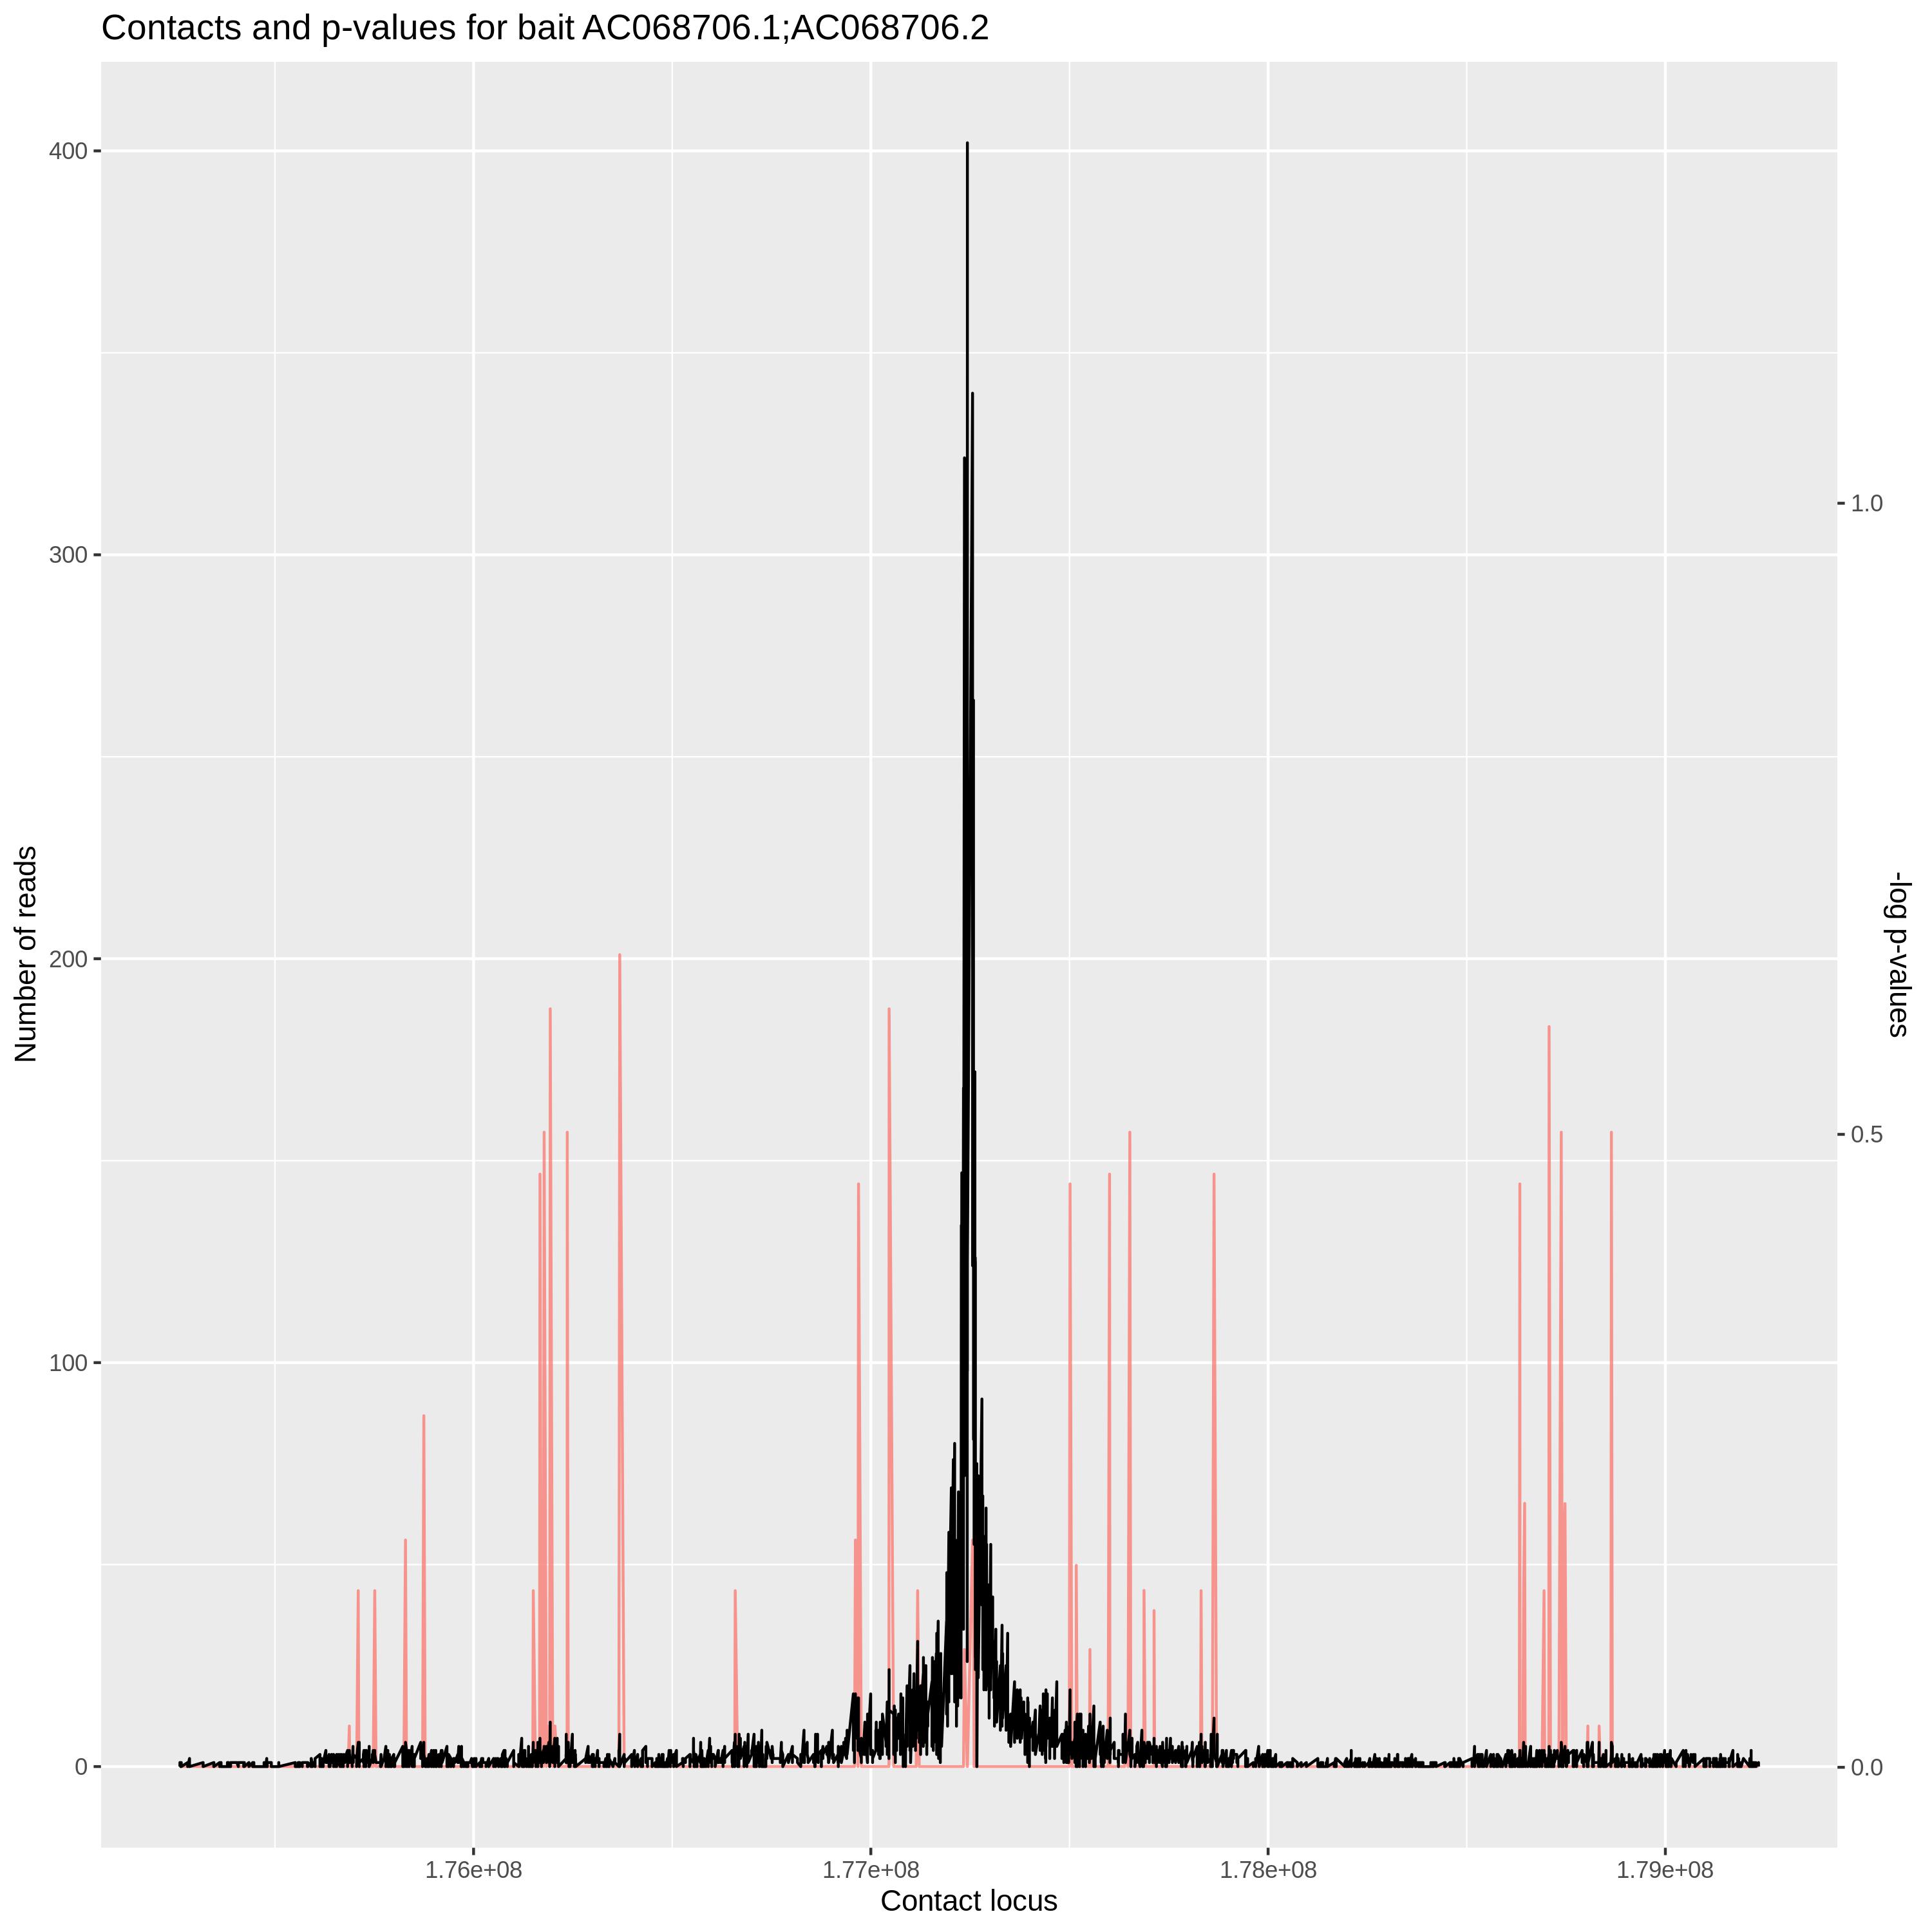 Contacts and p-values for bait AC068706.1;AC068706.2
400
300
200
100
0
Number of reads
1.0
0.5
0.0
-log p-values
1.76e+08 1.77e+08 1.78e+08 1.79e+08
Contact locus